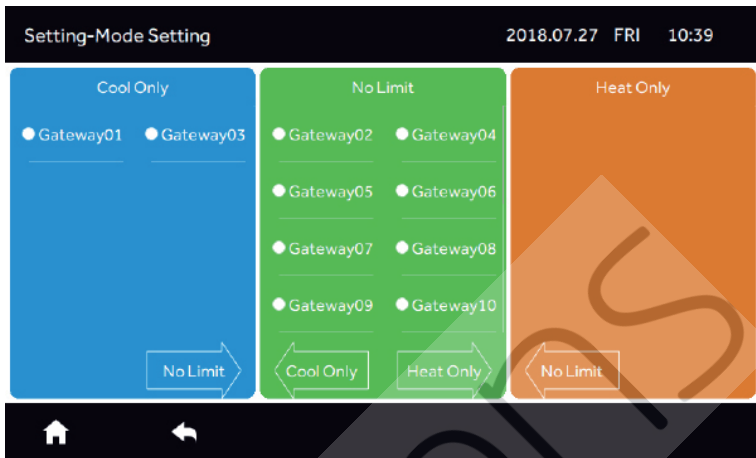 Setting-Mode Setting 2018.07.27 FRI 10:39
Cool Only No Limit Heat Only
Gateway01 Gateway03 Gateway02 Gateway04
Gateway05 Gateway06
Gateway07 Gateway08
Gateway09 Gateway10
No Limit Cool Only Heat Only No Limit
ons